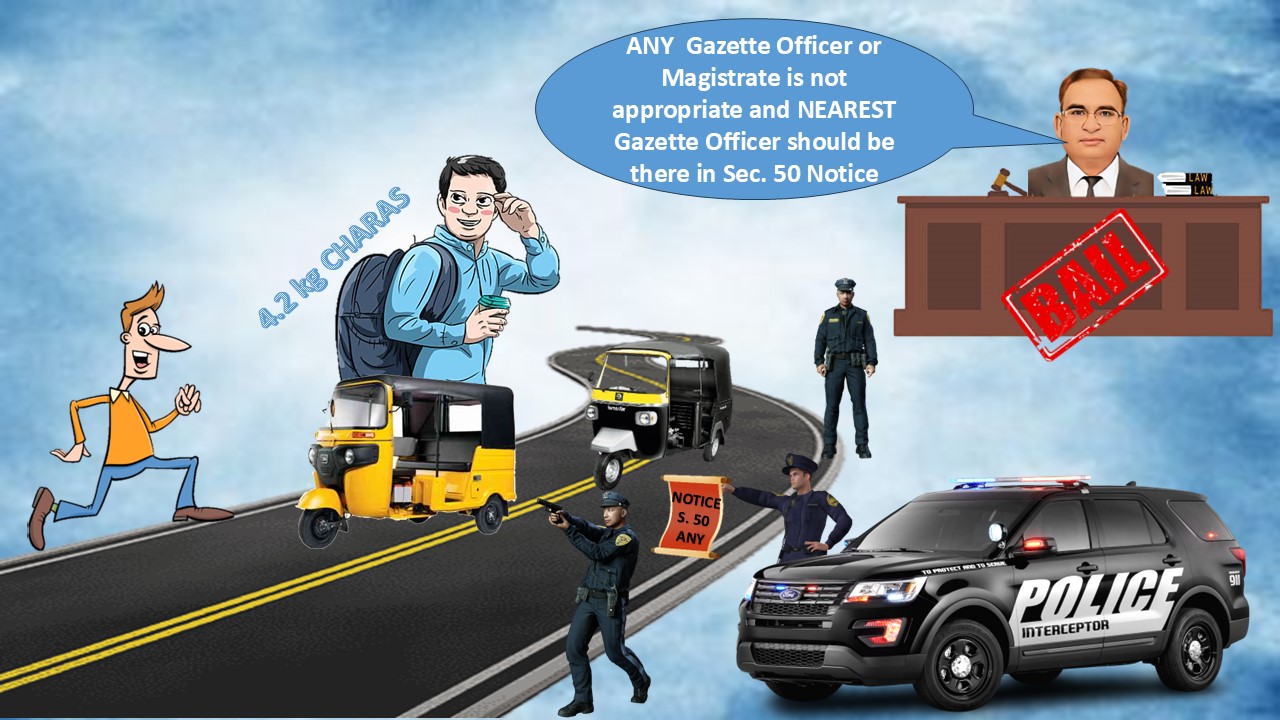 ANY  Gazette Officer or
Magistrate is not
appropriate and NEAREST
Gazette Officer should be
there in Sec. 50 Notice
LAW
LAW
4.2 kg CHARAS
BAIL
NOTICE
S. 50
ANY
TO PROTECT AND TO SERVE
POLICE
INTERCEPTOR
911
Ford